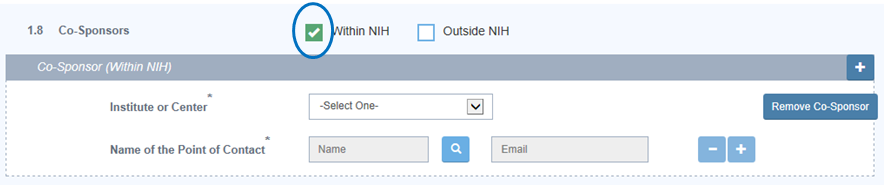 1.8 Co-Sponsors Within NIH Outside NIH
Co-Sponsor (Within NIH) +
Institute or Center* -Select One- Remove Co-Sponsor
Name of the Point of Contact* Name Email − +